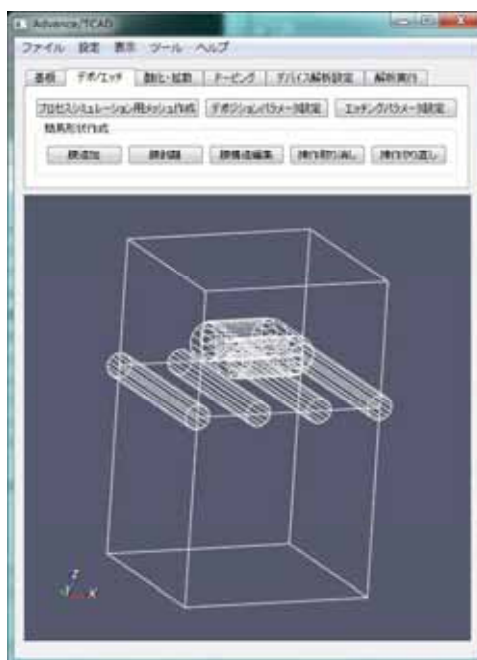 Advance/TCAD
ファイル 設定 表示 ツール ヘルプ
基板 デポ/エッチ 酸化・拡散 ドーピング デバイス解析設定 解析実行
プロセスシミュレーション用メッシュ作成 デポジションパラメータ設定 エッチングパラメータ設定
簡易形状作成
膜追加 膜剥離 膜構造編集 操作取り消し 操作やり直し
Z
Y X